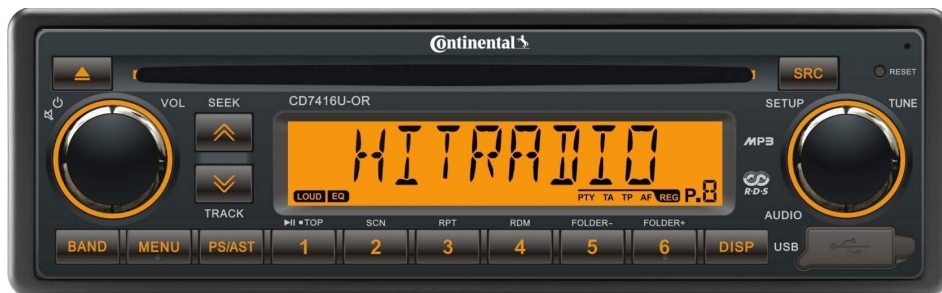 Continental
SRC
RESET
VOL SEEK CD7416U-OR SETUP TUNE
HITRADIO
MP3
LOUD EQ PTY TA TP AF REG P.8
R·D·S
TRACK AUDIO
TOP SCN RPT RDM FOLDER- FOLDER+
BAND MENU PS/AST 1 2 3 4 5 6 DISP USB